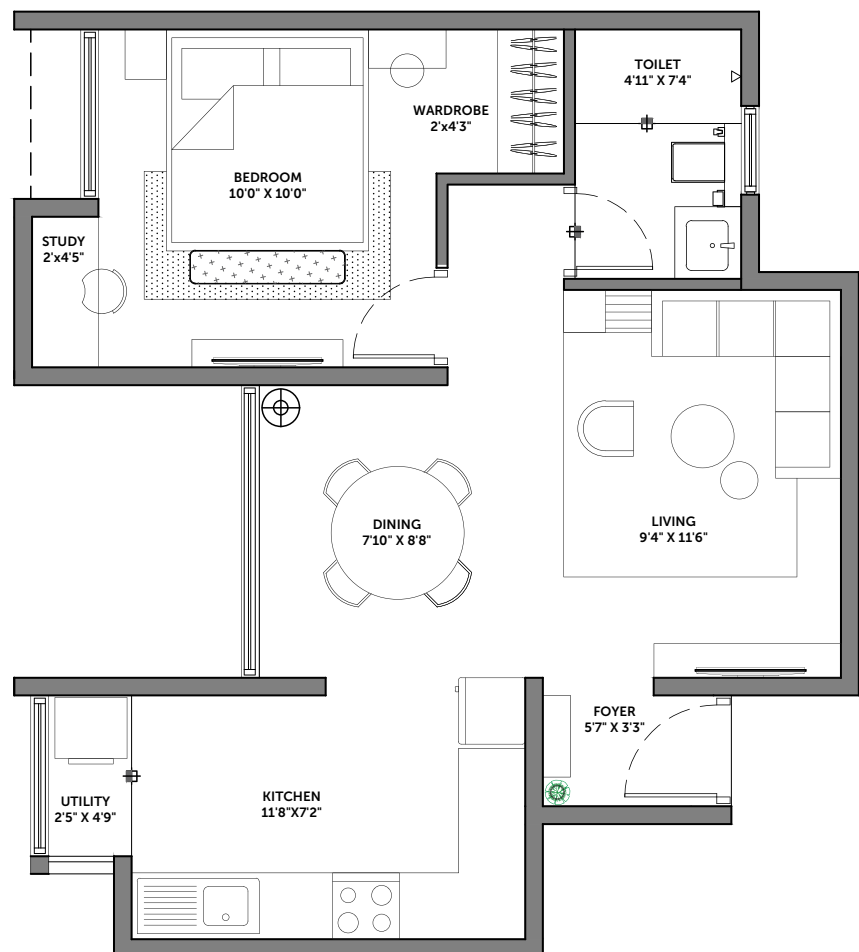 TOILET
4'11" X 7'4"
WARDROBE
2'x4'3"
BEDROOM
10'0" X 10'0"
STUDY
2'x4'5"
DINING
7'10" X 8'8"
LIVING
9'4" X 11'6"
FOYER
5'7" X 3'3"
UTILITY
2'5" X 4'9"
KITCHEN
11'8"X7'2"